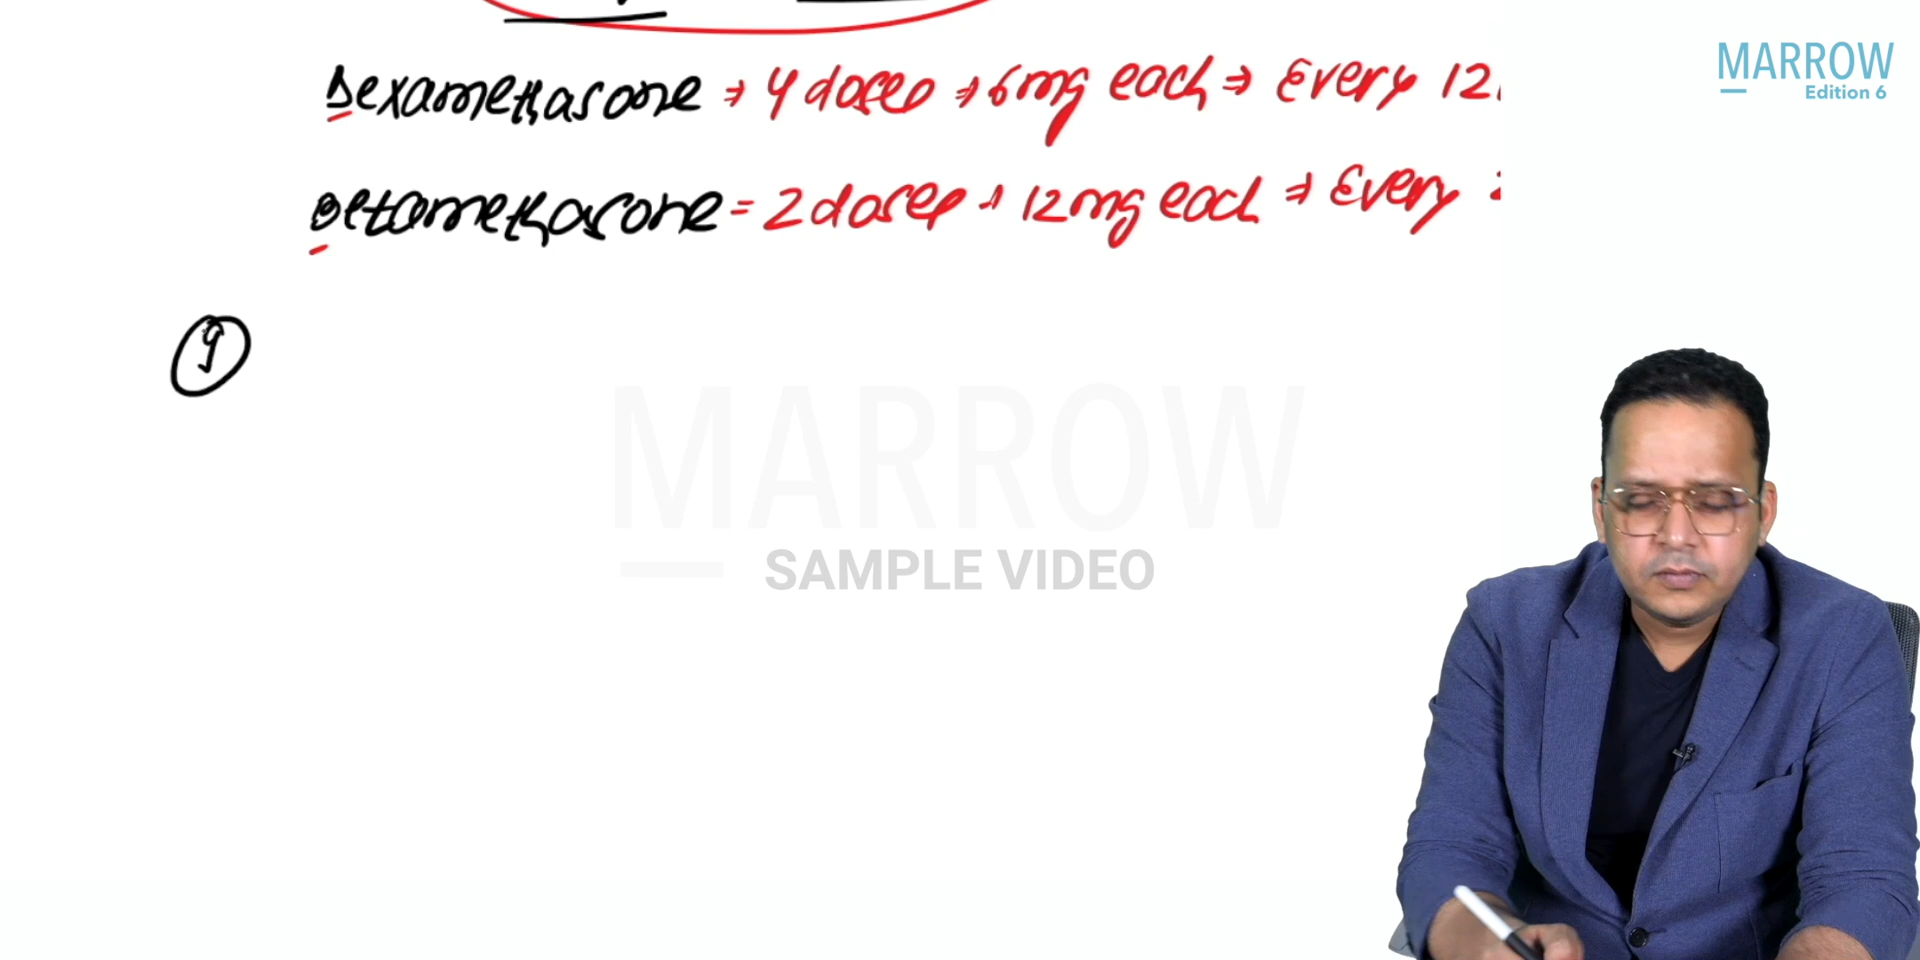 MARROW
Edition 6
Dexamethasone → 4 doses → 6mg each ⇒ Every 12
Betamethasone = 2 doses → 12mg each ⇒ Every
9
MARROW
SAMPLE VIDEO